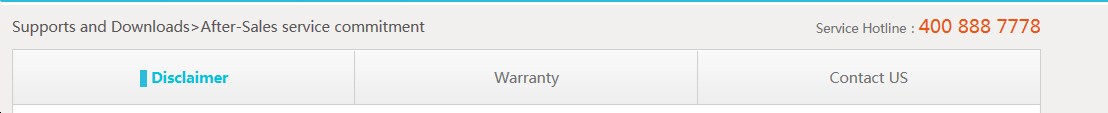 Supports and Downloads>After-Sales service commitment
Service Hotline : 400 888 7778
Disclaimer
Warranty
Contact US